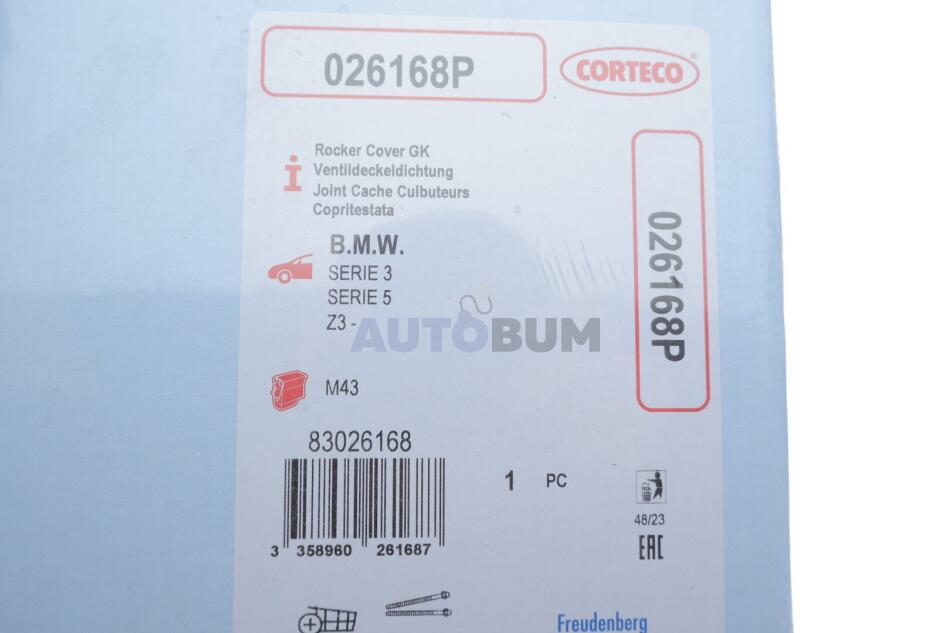 026168P
CORTECO
Rocker Cover GK
Ventildeckeldichtung
Joint Cache Culbuteurs
Copritestata
026168P
B.M.W.
SERIE 3
SERIE 5
Z3 -
AUTOBUM
M43
83026168
1 PC
3 358960 261687
48/23
EAC
Freudenberg